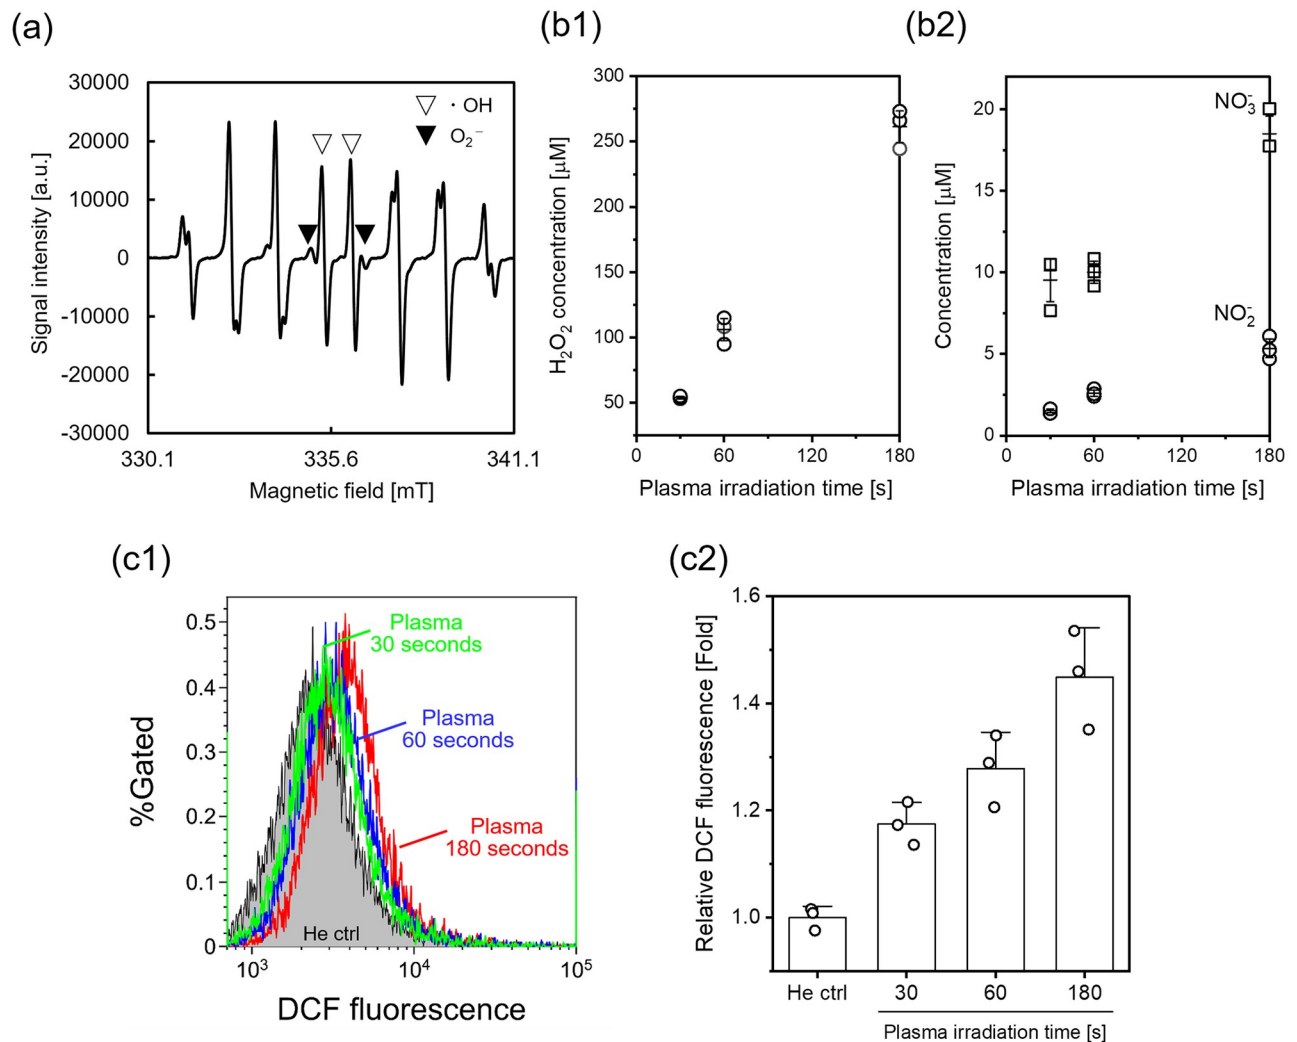 (a)
30000
20000
10000
0
-10000
-20000
-30000
Signal intensity [a.u.]
▽ ・OH
▼ O₂⁻
330.1 335.6 341.1
Magnetic field [mT]
(b1)
300
250
200
150
100
50
H₂O₂ concentration [μM]
0 60 120 180
Plasma irradiation time [s]
(b2)
20
15
10
5
0
Concentration [μM]
NO₃⁻
NO₂⁻
0 60 120 180
Plasma irradiation time [s]
(c1)
0.5
0.4
0.3
0.2
0.1
0
%Gated
Plasma
30 seconds
Plasma
60 seconds
Plasma
180 seconds
He ctrl
10³ 10⁴ 10⁵
DCF fluorescence
(c2)
1.6
1.4
1.2
1.0
Relative DCF fluorescence [Fold]
He ctrl 30 60 180
Plasma irradiation time [s]